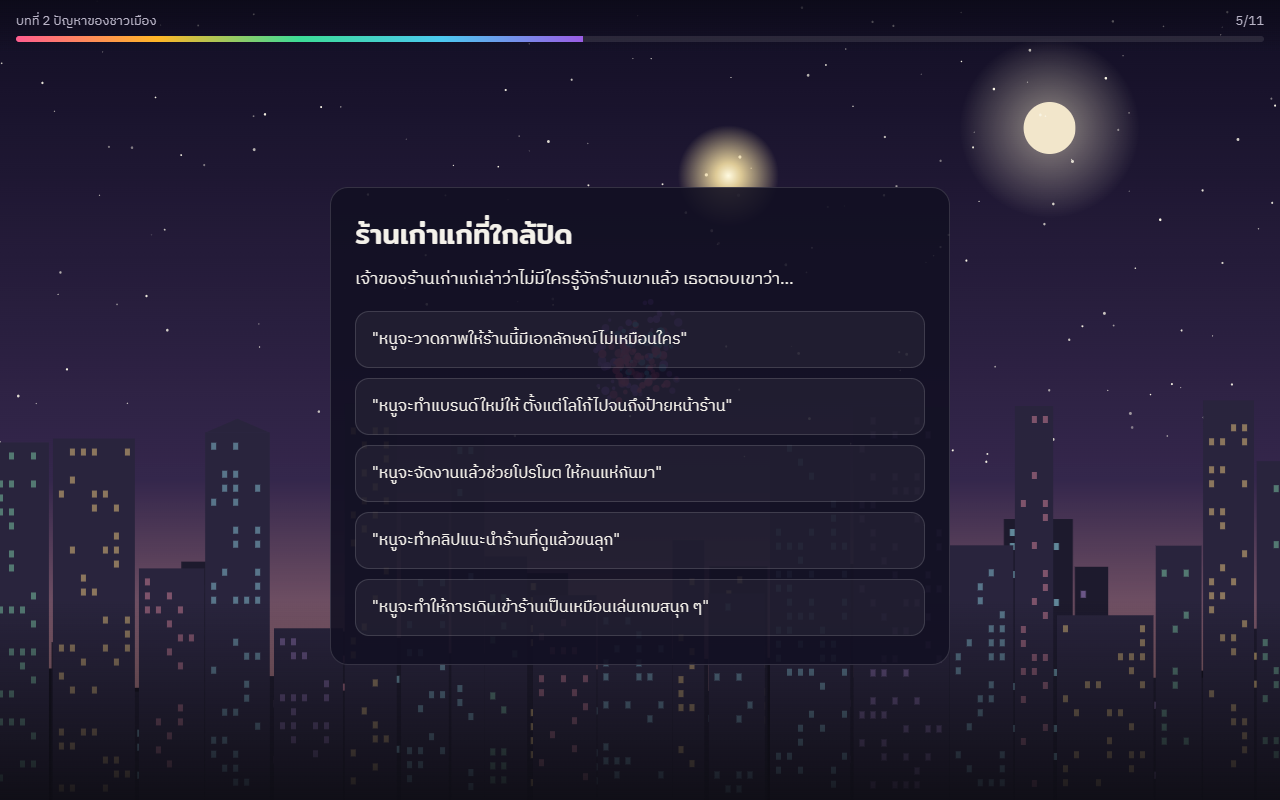 บทที่ 2 ปัญหาของชาวเมือง
5/11
ร้านเก่าแก่ที่ใกล้ปิด
เจ้าของร้านเก่าแก่เล่าว่าไม่มีใครรู้จักร้านเขาแล้ว เธอตอบเขาว่า...
"หนูจะวาดภาพให้ร้านนี้มีเอกลักษณ์ไม่เหมือนใคร"
"หนูจะทำแบรนด์ใหม่ให้ ตั้งแต่โลโก้ไปจนถึงป้ายหน้าร้าน"
"หนูจะจัดงานแล้วช่วยโปรโมต ให้คนแห่กันมา"
"หนูจะทำคลิปแนะนำร้านที่ดูแล้วขนลุก"
"หนูจะทำให้การเดินเข้าร้านเป็นเหมือนเล่นเกมสนุก ๆ"